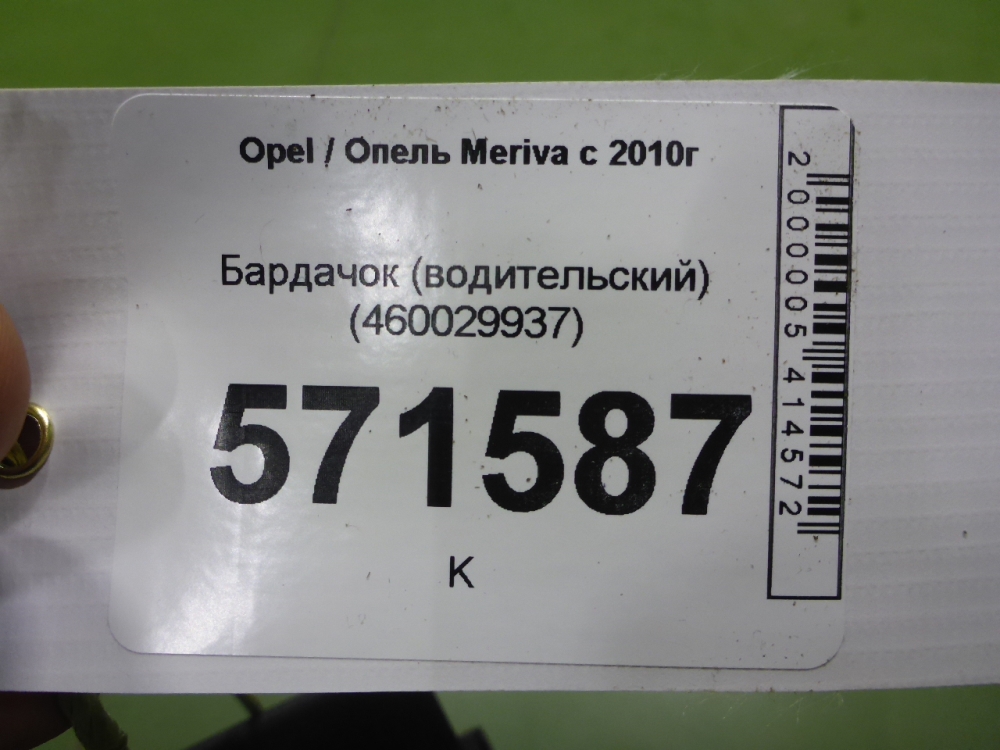 Opel / Опель Meriva с 2010г
Бардачок (водительский)
(460029937)
571587
К
2000005414572